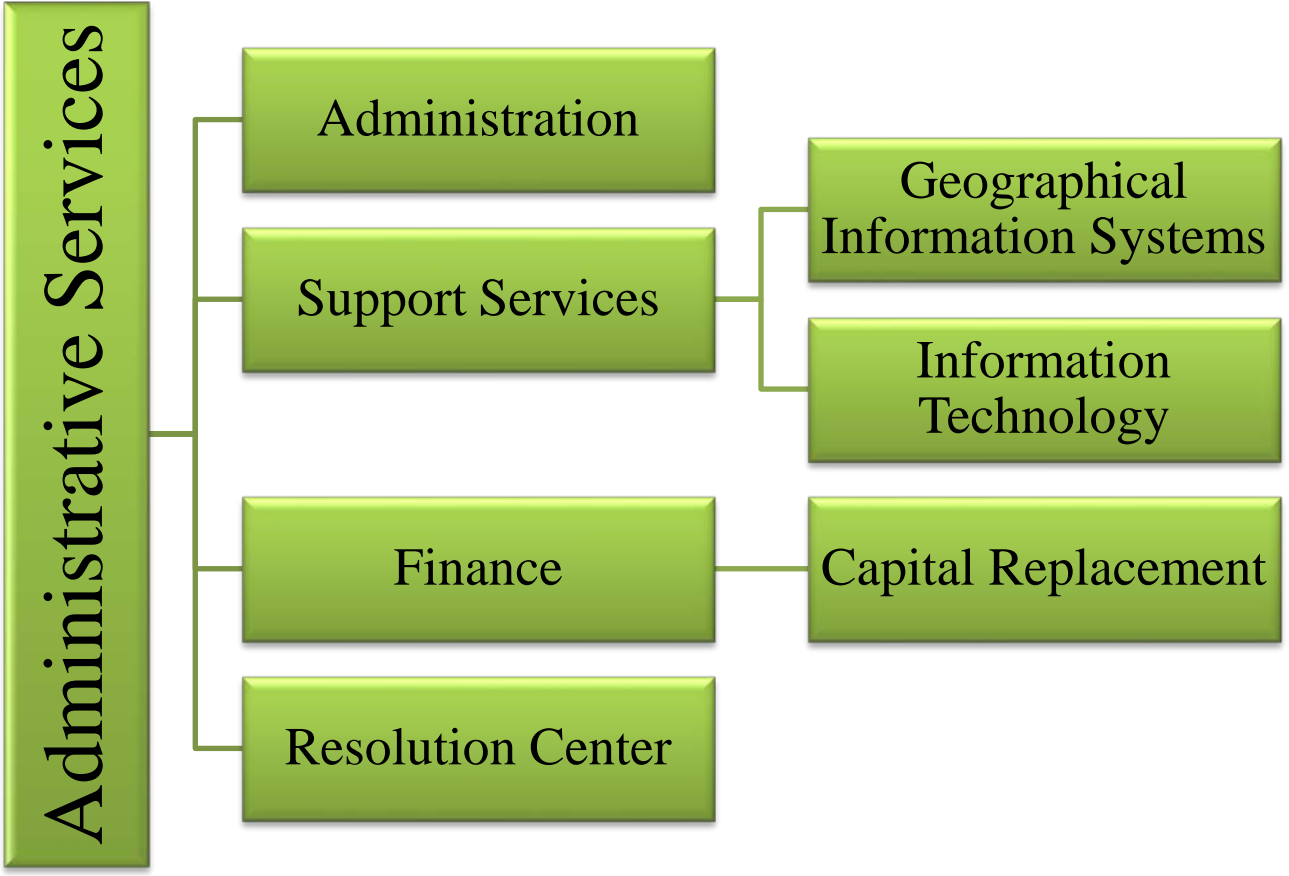 Administrative Services
Administration
Support Services
Geographical
Information Systems
Information
Technology
Finance
Capital Replacement
Resolution Center